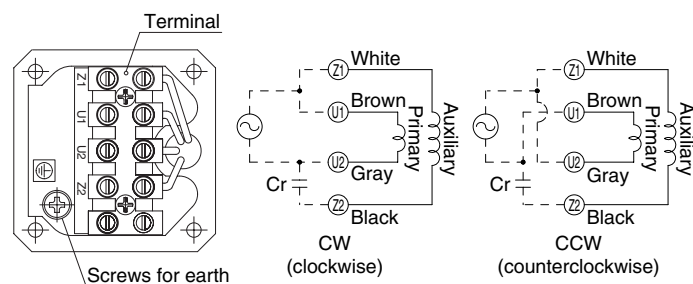 Terminal
Z1
U1
U2
Z2
Screws for earth
Z1 White
U1 Brown
Primary
Auxiliary
U2 Gray
Cr
Z2 Black
CW
(clockwise)
Z1 White
U1 Brown
Primary
Auxiliary
U2 Gray
Cr
Z2 Black
CCW
(counterclockwise)